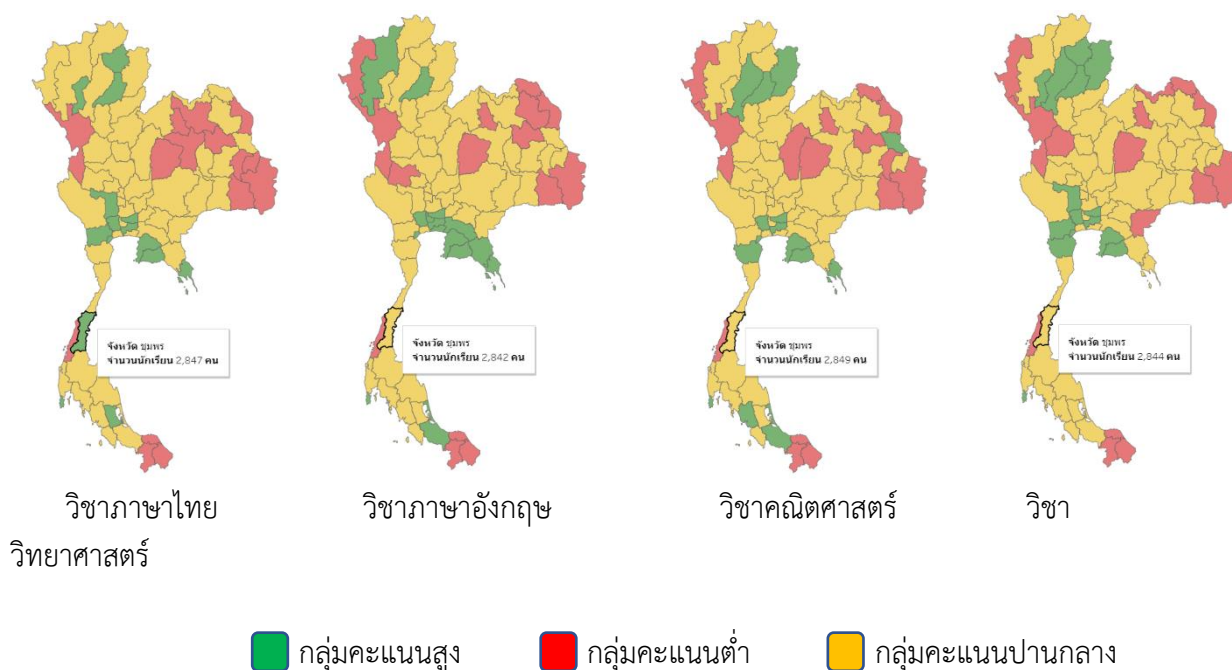 จังหวัด ชุมพร
จำนวนนักเรียน 2,847 คน
จังหวัด ชุมพร
จำนวนนักเรียน 2,842 คน
จังหวัด ชุมพร
จำนวนนักเรียน 2,849 คน
จังหวัด ชุมพร
จำนวนนักเรียน 2,844 คน
วิชาภาษาไทย วิชาภาษาอังกฤษ วิชาคณิตศาสตร์ วิชา
วิทยาศาสตร์
กลุ่มคะแนนสูง กลุ่มคะแนนต่ำ กลุ่มคะแนนปานกลาง